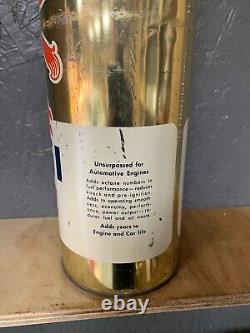 Unsurpassed for
Automotive Engines
Adds octane numbers to
fuel performance—reduces
knock and pre-ignition.
Adds to operating smooth-
ness, economy, perform-
ance, power output—re-
duces fuel and oil waste.
Adds years to
Engine and Car life